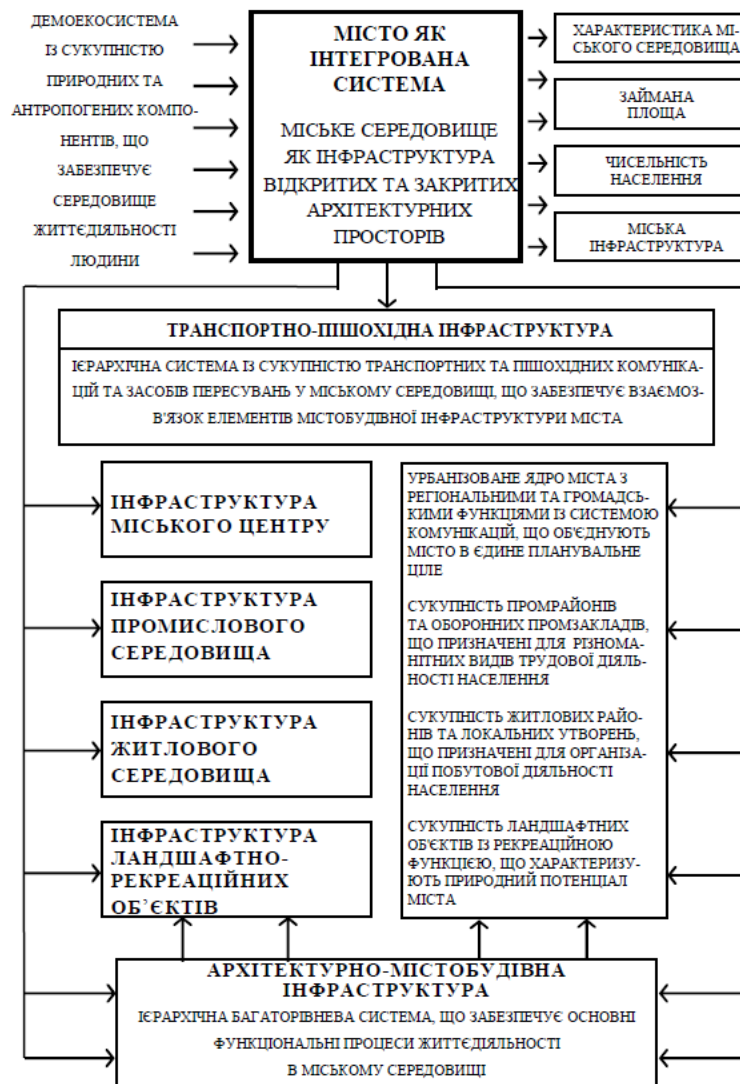 ДЕМОЕКОСИСТЕМА
ІЗ СУКУПНІСТЮ
ПРИРОДНИХ ТА
АНТРОПОГЕНИХ КОМПО-
НЕНТІВ, ЩО
ЗАБЕЗПЕЧУЄ
СЕРЕДОВИЩЕ
ЖИТТЄДІЯЛЬНОСТІ
ЛЮДИНИ
МІСТО ЯК
ІНТЕГРОВАНА
СИСТЕМА
МІСЬКЕ СЕРЕДОВИЩЕ
ЯК ІНФРАСТРУКТУРА
ВІДКРИТИХ ТА ЗАКРИТИХ
АРХІТЕКТУРНИХ
ПРОСТОРІВ
ХАРАКТЕРИСТИКА МІ-
СЬКОГО СЕРЕДОВИЩА
ЗАЙМАНА
ПЛОЩА
ЧИСЕЛЬНІСТЬ
НАСЕЛЕННЯ
МІСЬКА
ІНФРАСТРУКТУРА
ТРАНСПОРТНО-ПІШОХІДНА ІНФРАСТРУКТУРА
ІЄРАРХІЧНА СИСТЕМА ІЗ СУКУПНІСТЮ ТРАНСПОРТНИХ ТА ПІШОХІДНИХ КОМУНІКА-
ЦІЙ ТА ЗАСОБІВ ПЕРЕСУВАНЬ У МІСЬКОМУ СЕРЕДОВИЩІ, ЩО ЗАБЕЗПЕЧУЄ ВЗАЄМОЗ-
В'ЯЗОК ЕЛЕМЕНТІВ МІСТОБУДІВНОЇ ІНФРАСТРУКТУРИ МІСТА
ІНФРАСТРУКТУРА
МІСЬКОГО ЦЕНТРУ
ІНФРАСТРУКТУРА
ПРОМИСЛОВОГО
СЕРЕДОВИЩА
ІНФРАСТРУКТУРА
ЖИТЛОВОГО
СЕРЕДОВИЩА
ІНФРАСТРУКТУРА
ЛАНДШАФТНО-
РЕКРЕАЦІЙНИХ
ОБ’ЄКТІВ
УРБАНІЗОВАНЕ ЯДРО МІСТА З
РЕГІОНАЛЬНИМИ ТА ГРОМАДСЬ-
КИМИ ФУНКЦІЯМИ ІЗ СИСТЕМОЮ
КОМУНІКАЦІЙ, ЩО ОБ'ЄДНУЮТЬ
МІСТО В ЄДИНЕ ПЛАНУВАЛЬНЕ
ЦІЛЕ
СУКУПНІСТЬ ПРОМРАЙОНІВ
ТА ОБОРОННИХ ПРОМЗАКЛАДІВ,
ЩО ПРИЗНАЧЕНІ ДЛЯ РІЗНОМА-
НІТНИХ ВИДІВ ТРУДОВОЇ ДІЯЛЬ-
НОСТІ НАСЕЛЕННЯ
СУКУПНІСТЬ ЖИТЛОВИХ РАЙО-
НІВ ТА ЛОКАЛЬНИХ УТВОРЕНЬ,
ЩО ПРИЗНАЧЕНІ ДЛЯ ОРГАНІЗА-
ЦІЇ ПОБУТОВОЇ ДІЯЛЬНОСТІ
НАСЕЛЕННЯ
СУКУПНІСТЬ ЛАНДШАФТНИХ
ОБ'ЄКТІВ ІЗ РЕКРЕАЦІЙНОЮ
ФУНКЦІЄЮ, ЩО ХАРАКТЕРИЗУ-
ЮТЬ ПРИРОДНИЙ ПОТЕНЦІАЛ
МІСТА
АРХІТЕКТУРНО-МІСТОБУДІВНА
ІНФРАСТРУКТУРА
ІЄРАРХІЧНА БАГАТОРІВНЕВА СИСТЕМА, ЩО ЗАБЕЗПЕЧУЄ ОСНОВНІ
ФУНКЦІОНАЛЬНІ ПРОЦЕСИ ЖИТТЄДІЯЛЬНОСТІ
В МІСЬКОМУ СЕРЕДОВИЩІ